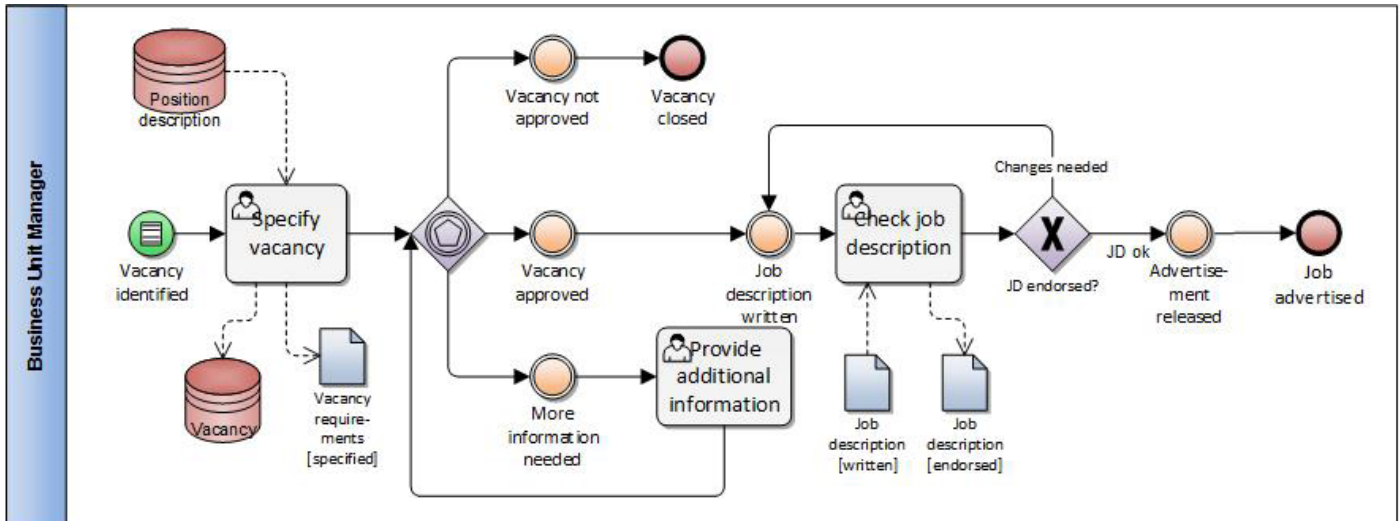 Business Unit Manager
Position
description
Vacancy
identified
Specify
vacancy
Vacancy
Vacancy
require-
ments
[specified]
Vacancy not
approved
Vacancy
closed
Vacancy
approved
More
information
needed
Provide
additional
information
Job
description
written
Check job
description
Job
description
[written]
Job
description
[endorsed]
Changes needed
X
JD endorsed?
JD ok
Advertise-
ment
released
Job
advertised